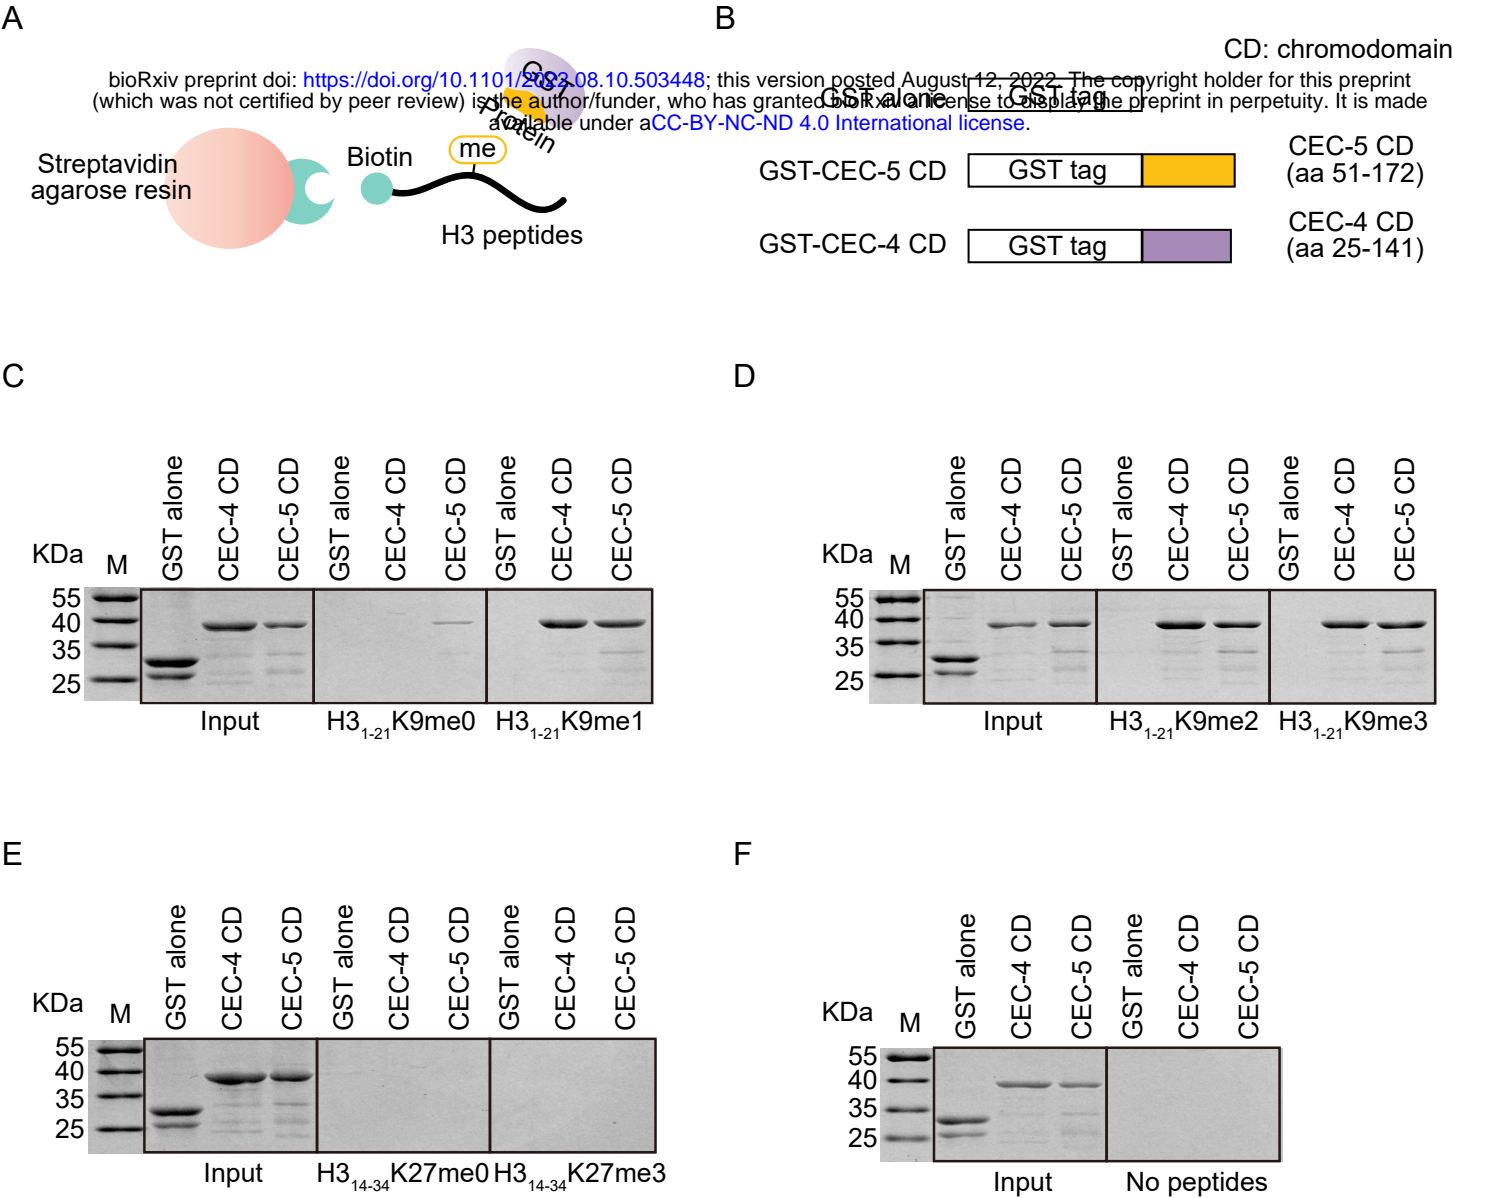 A
B
CD: chromodomain
bioRxiv preprint doi: https://doi.org/10.1101/2022.08.10.503448; this version posted August 12, 2022. The copyright holder for this preprint
(which was not certified by peer review) is the author/funder, who has granted bioRxiv a license to display the preprint in perpetuity. It is made
available under aCC-BY-NC-ND 4.0 International license.
GST
Protein
me
Biotin
Streptavidin
agarose resin
H3 peptides
GST alone
GST tag
GST-CEC-5 CD
GST tag
CEC-5 CD
(aa 51-172)
GST-CEC-4 CD
GST tag
CEC-4 CD
(aa 25-141)
C
KDa
M
GST alone
CEC-4 CD
CEC-5 CD
GST alone
CEC-4 CD
CEC-5 CD
GST alone
CEC-4 CD
CEC-5 CD
55
40
35
25
Input
H31-21K9me0
H31-21K9me1
D
KDa
M
GST alone
CEC-4 CD
CEC-5 CD
GST alone
CEC-4 CD
CEC-5 CD
GST alone
CEC-4 CD
CEC-5 CD
55
40
35
25
Input
H31-21K9me2
H31-21K9me3
E
KDa
M
GST alone
CEC-4 CD
CEC-5 CD
GST alone
CEC-4 CD
CEC-5 CD
GST alone
CEC-4 CD
CEC-5 CD
55
40
35
25
Input
H314-34K27me0
H314-34K27me3
F
KDa
M
GST alone
CEC-4 CD
CEC-5 CD
GST alone
CEC-4 CD
CEC-5 CD
55
40
35
25
Input
No peptides